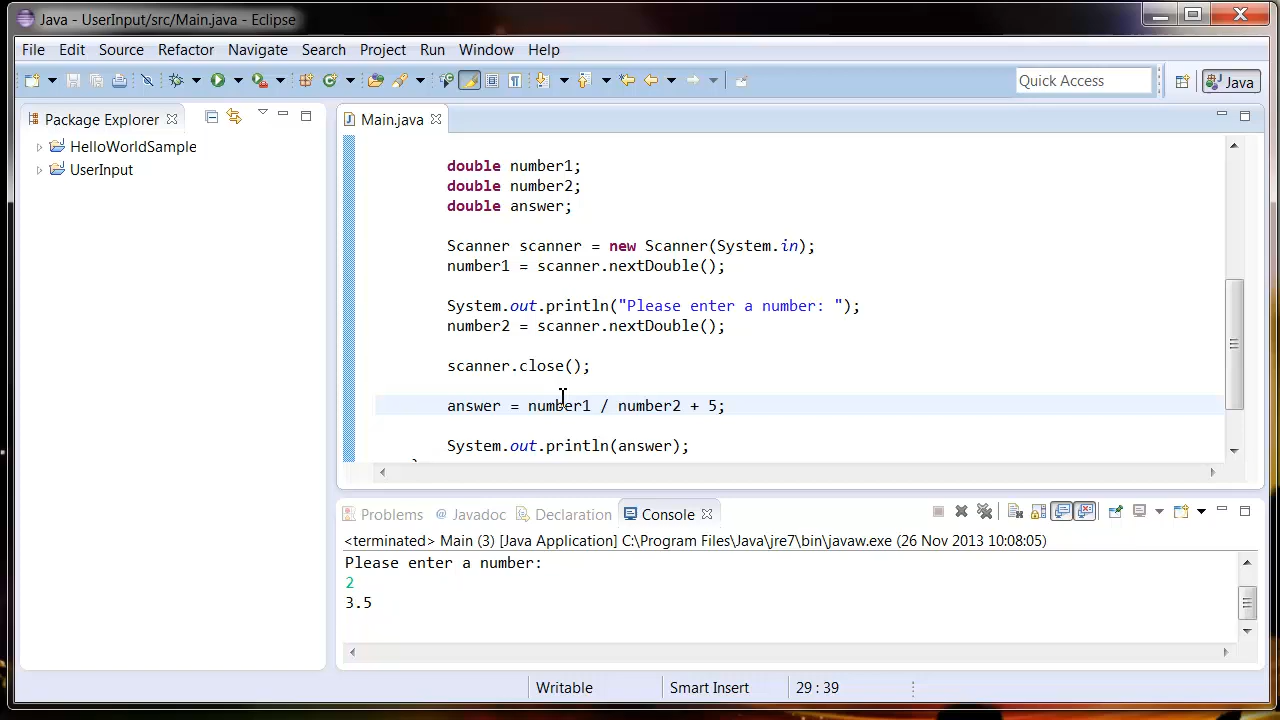 Java - UserInput/src/Main.java - Eclipse
File Edit Source Refactor Navigate Search Project Run Window Help
Quick Access Java
Package Explorer
HelloWorldSample
UserInput
Main.java
double number1;
double number2;
double answer;
Scanner scanner = new Scanner(System.in);
number1 = scanner.nextDouble();
System.out.println("Please enter a number: ");
number2 = scanner.nextDouble();
scanner.close();
answer = number1 / number2 + 5;
System.out.println(answer);
Problems @ Javadoc Declaration Console
<terminated> Main (3) [Java Application] C:\Program Files\Java\jre7\bin\javaw.exe (26 Nov 2013 10:08:05)
Please enter a number:
2
3.5
Writable Smart Insert 29 : 39